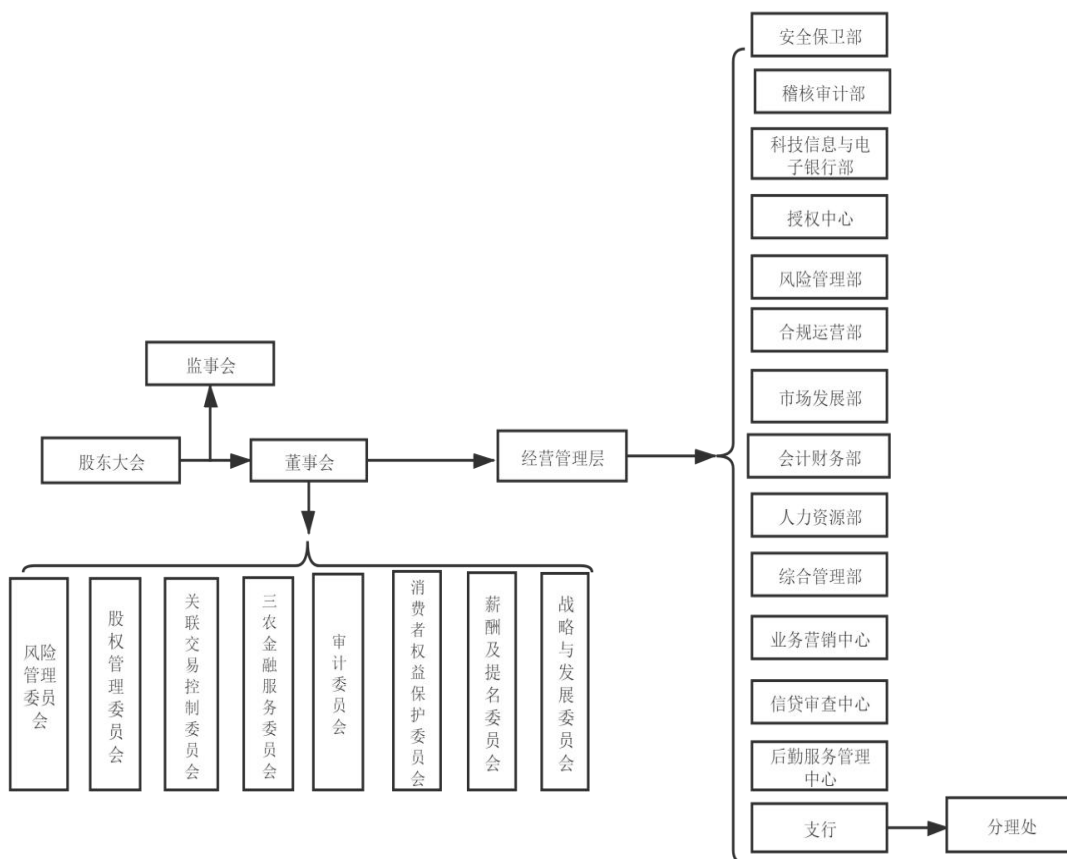 安全保卫部
稽核审计部
科技信息与电
子银行部
授权中心
风险管理部
合规运营部
监事会
市场发展部
股东大会
董事会
经营管理层
会计财务部
人力资源部
综合管理部
风险
管理
委员
会
股权管理委员会
关联交易控制委员会
三农金融服务委员会
审计委员会
消费者权益保护委员会
薪酬及提名委员会
战略与发展委员会
业务营销中心
信贷审查中心
后勤服务管理
中心
支行
分理处